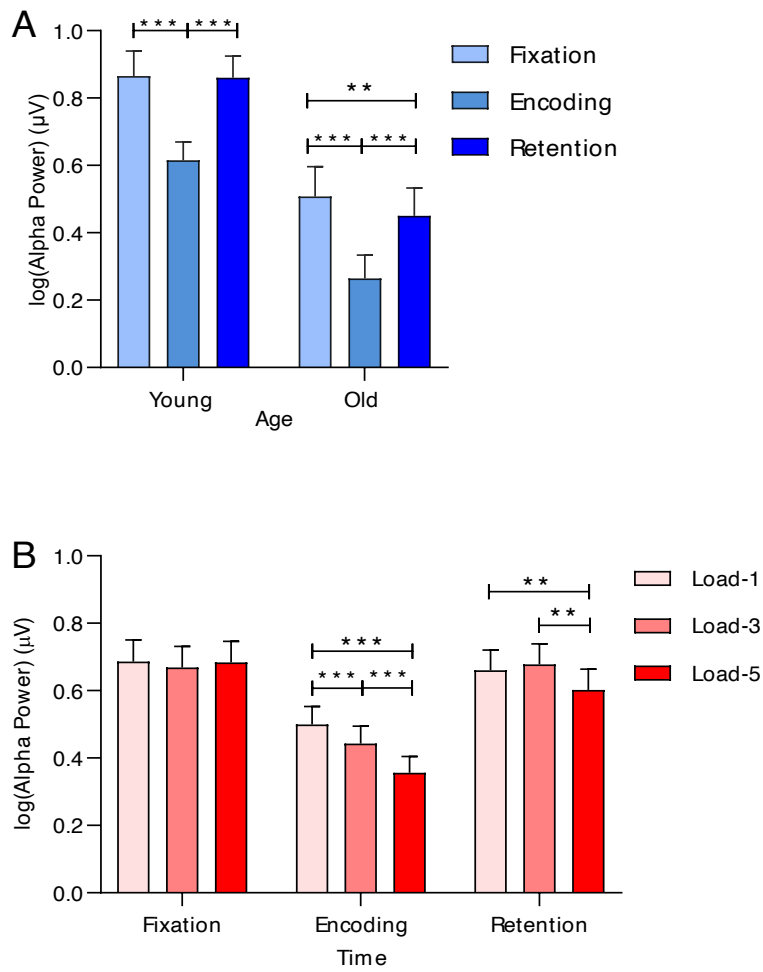 A
log(Alpha Power) (μV)
1.0
0.8
0.6
0.4
0.2
0.0
*** ***
**
*** ***
Young Old
Age
Fixation
Encoding
Retention
B
log(Alpha Power) (μV)
1.0
0.8
0.6
0.4
0.2
0.0
***
*** ***
**
**
Fixation Encoding Retention
Time
Load-1
Load-3
Load-5